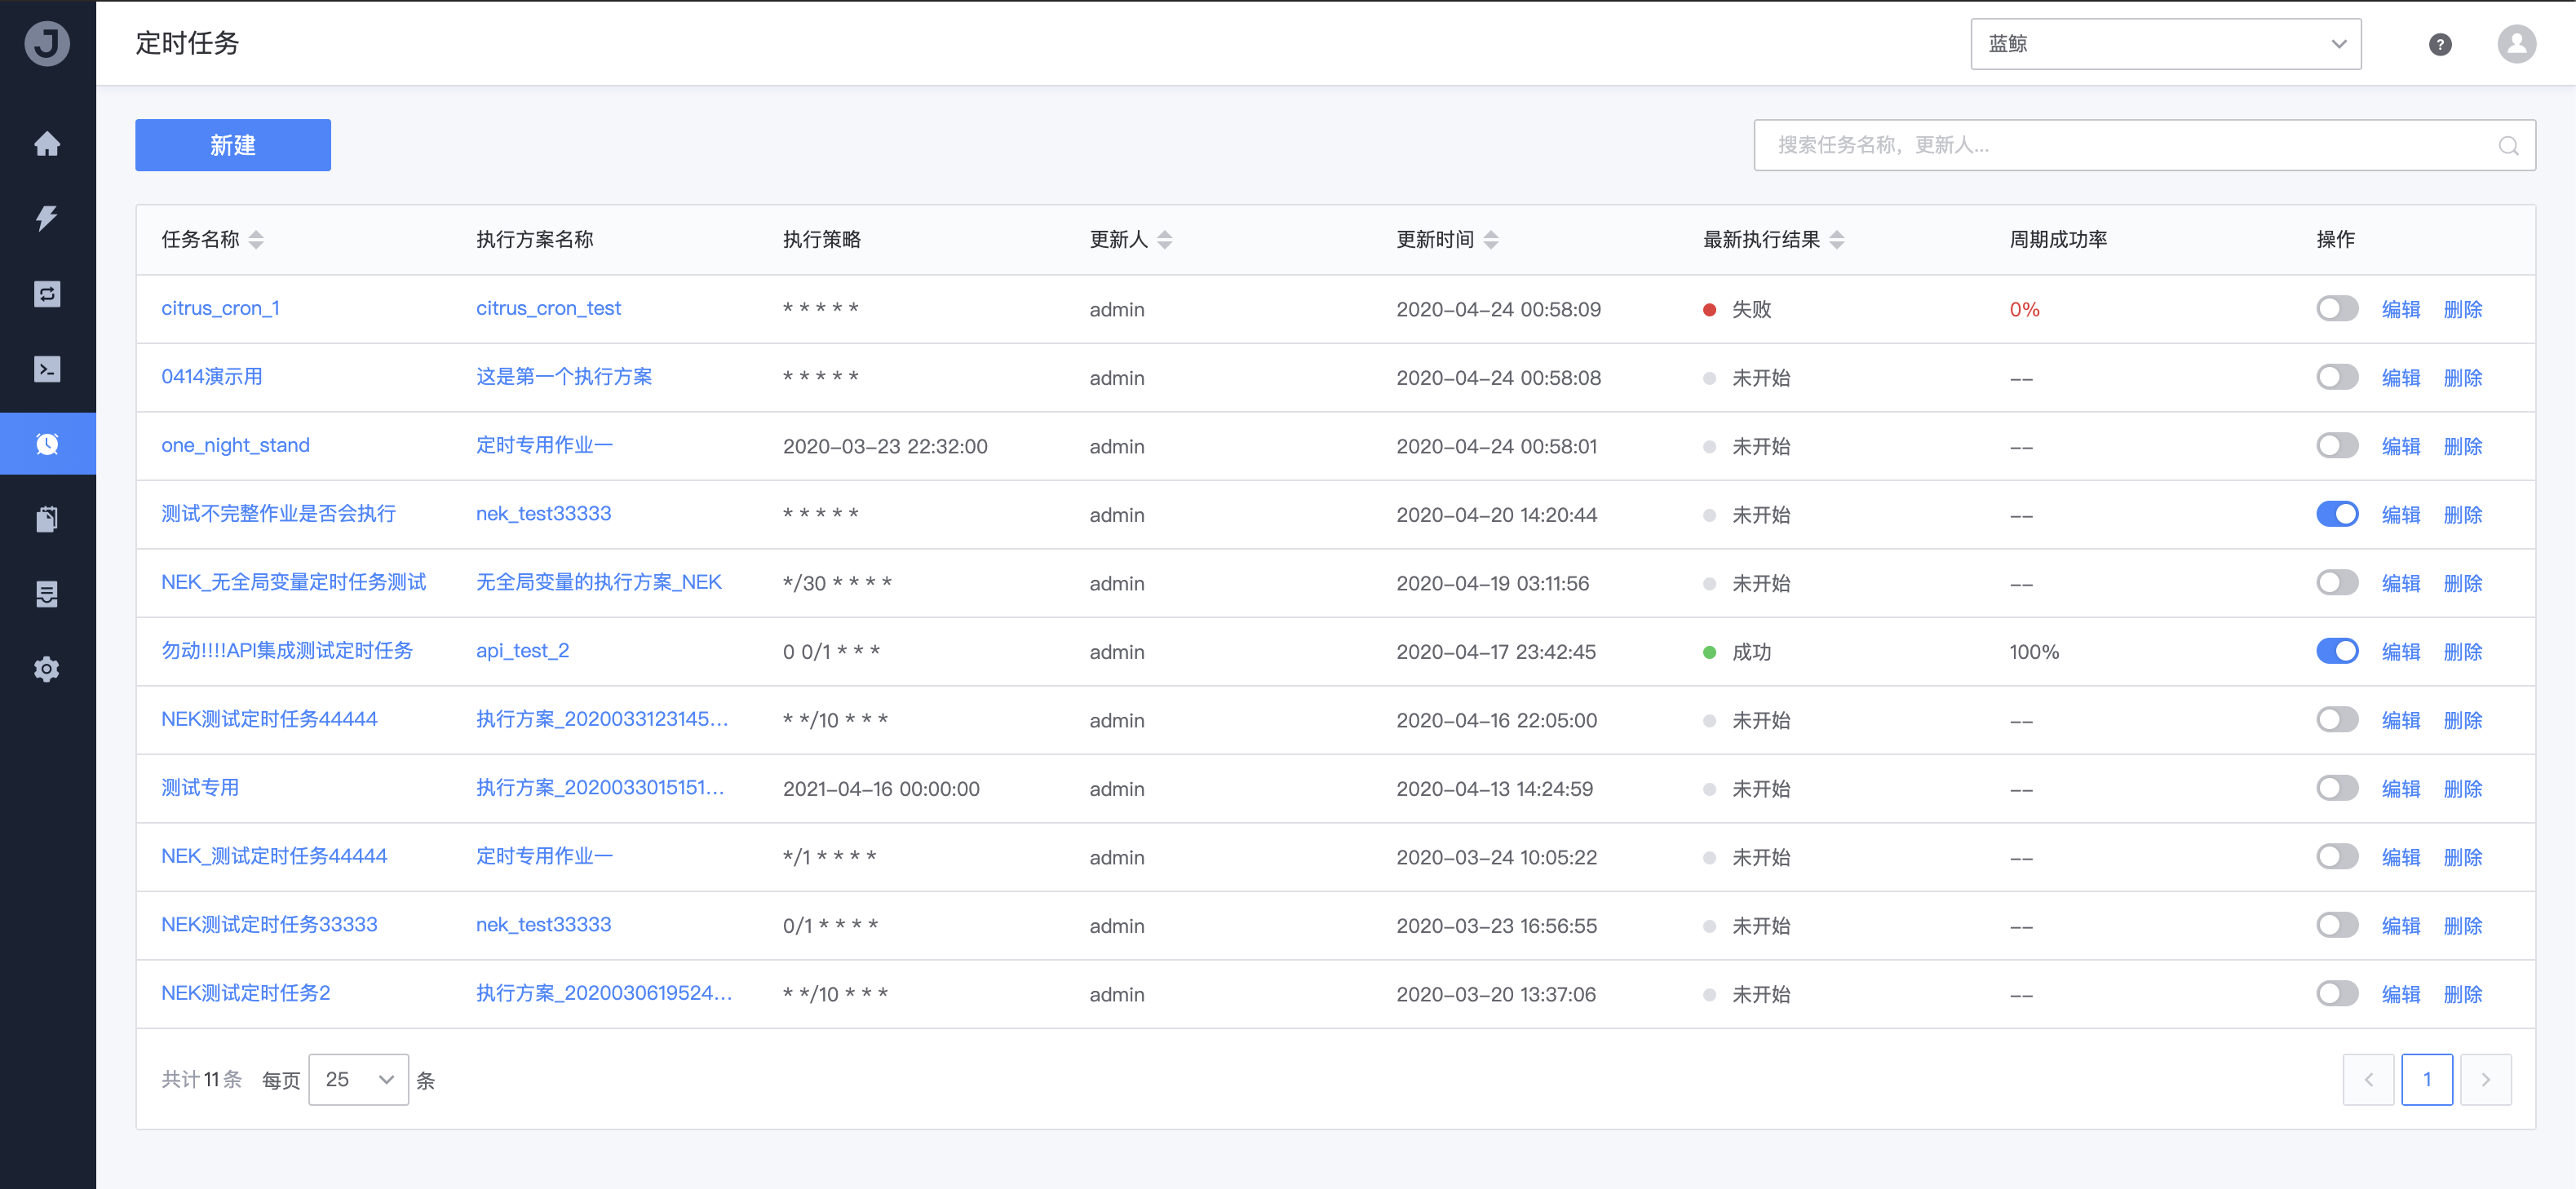 J
定时任务
蓝鲸
?
新建
搜索任务名称，更新人...
任务名称 执行方案名称 执行策略 更新人 更新时间 最新执行结果 周期成功率 操作
citrus_cron_1 citrus_cron_test * * * * * admin 2020-04-24 00:58:09 失败 0% 编辑 删除
0414演示用 这是第一个执行方案 * * * * * admin 2020-04-24 00:58:08 未开始 -- 编辑 删除
one_night_stand 定时专用作业一 2020-03-23 22:32:00 admin 2020-04-24 00:58:01 未开始 -- 编辑 删除
测试不完整作业是否会执行 nek_test33333 * * * * * admin 2020-04-20 14:20:44 未开始 -- 编辑 删除
NEK_无全局变量定时任务测试 无全局变量的执行方案_NEK */30 * * * * admin 2020-04-19 03:11:56 未开始 -- 编辑 删除
勿动!!!!API集成测试定时任务 api_test_2 0 0/1 * * * admin 2020-04-17 23:42:45 成功 100% 编辑 删除
NEK测试定时任务44444 执行方案_2020033123145... * */10 * * * admin 2020-04-16 22:05:00 未开始 -- 编辑 删除
测试专用 执行方案_2020033015151... 2021-04-16 00:00:00 admin 2020-04-13 14:24:59 未开始 -- 编辑 删除
NEK_测试定时任务44444 定时专用作业一 */1 * * * * admin 2020-03-24 10:05:22 未开始 -- 编辑 删除
NEK测试定时任务33333 nek_test33333 0/1 * * * * admin 2020-03-23 16:56:55 未开始 -- 编辑 删除
NEK测试定时任务2 执行方案_2020030619524... * */10 * * * admin 2020-03-20 13:37:06 未开始 -- 编辑 删除
共计11条 每页 25 条 1